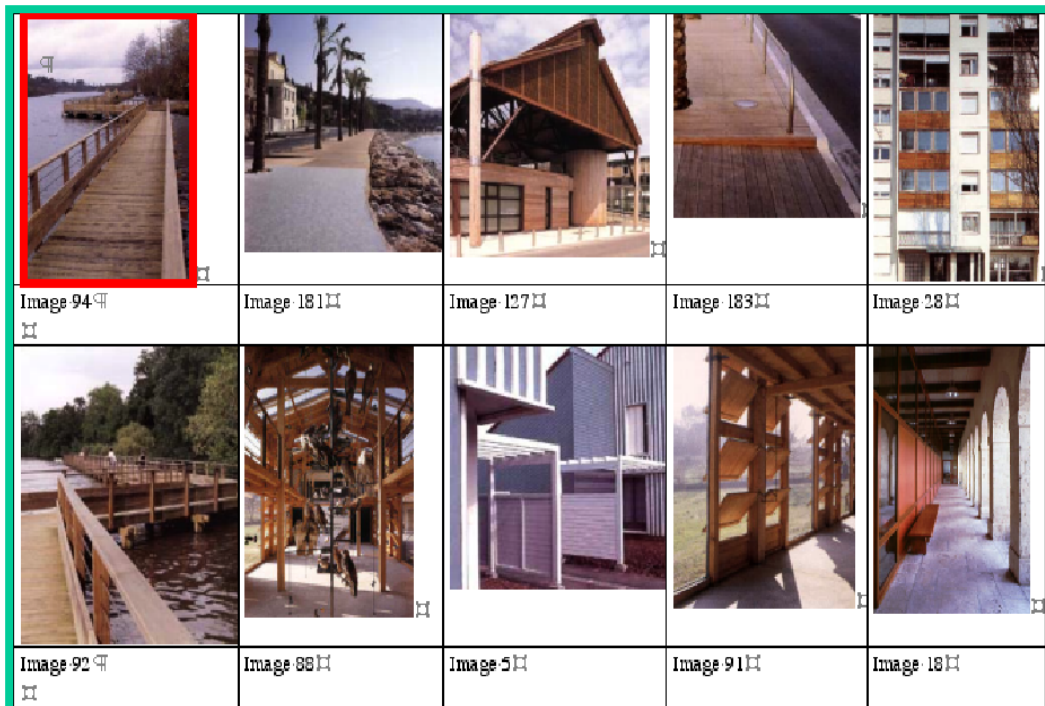 ¶
¤ ¤ ¤ ¤
Image·94¶
¤
Image·181¤
Image·127¤
Image·183¤
Image·28¤
¤ ¤ ¤
Image·92¶
¤
Image·88¤
Image·5¤
Image·91¤
Image·18¤